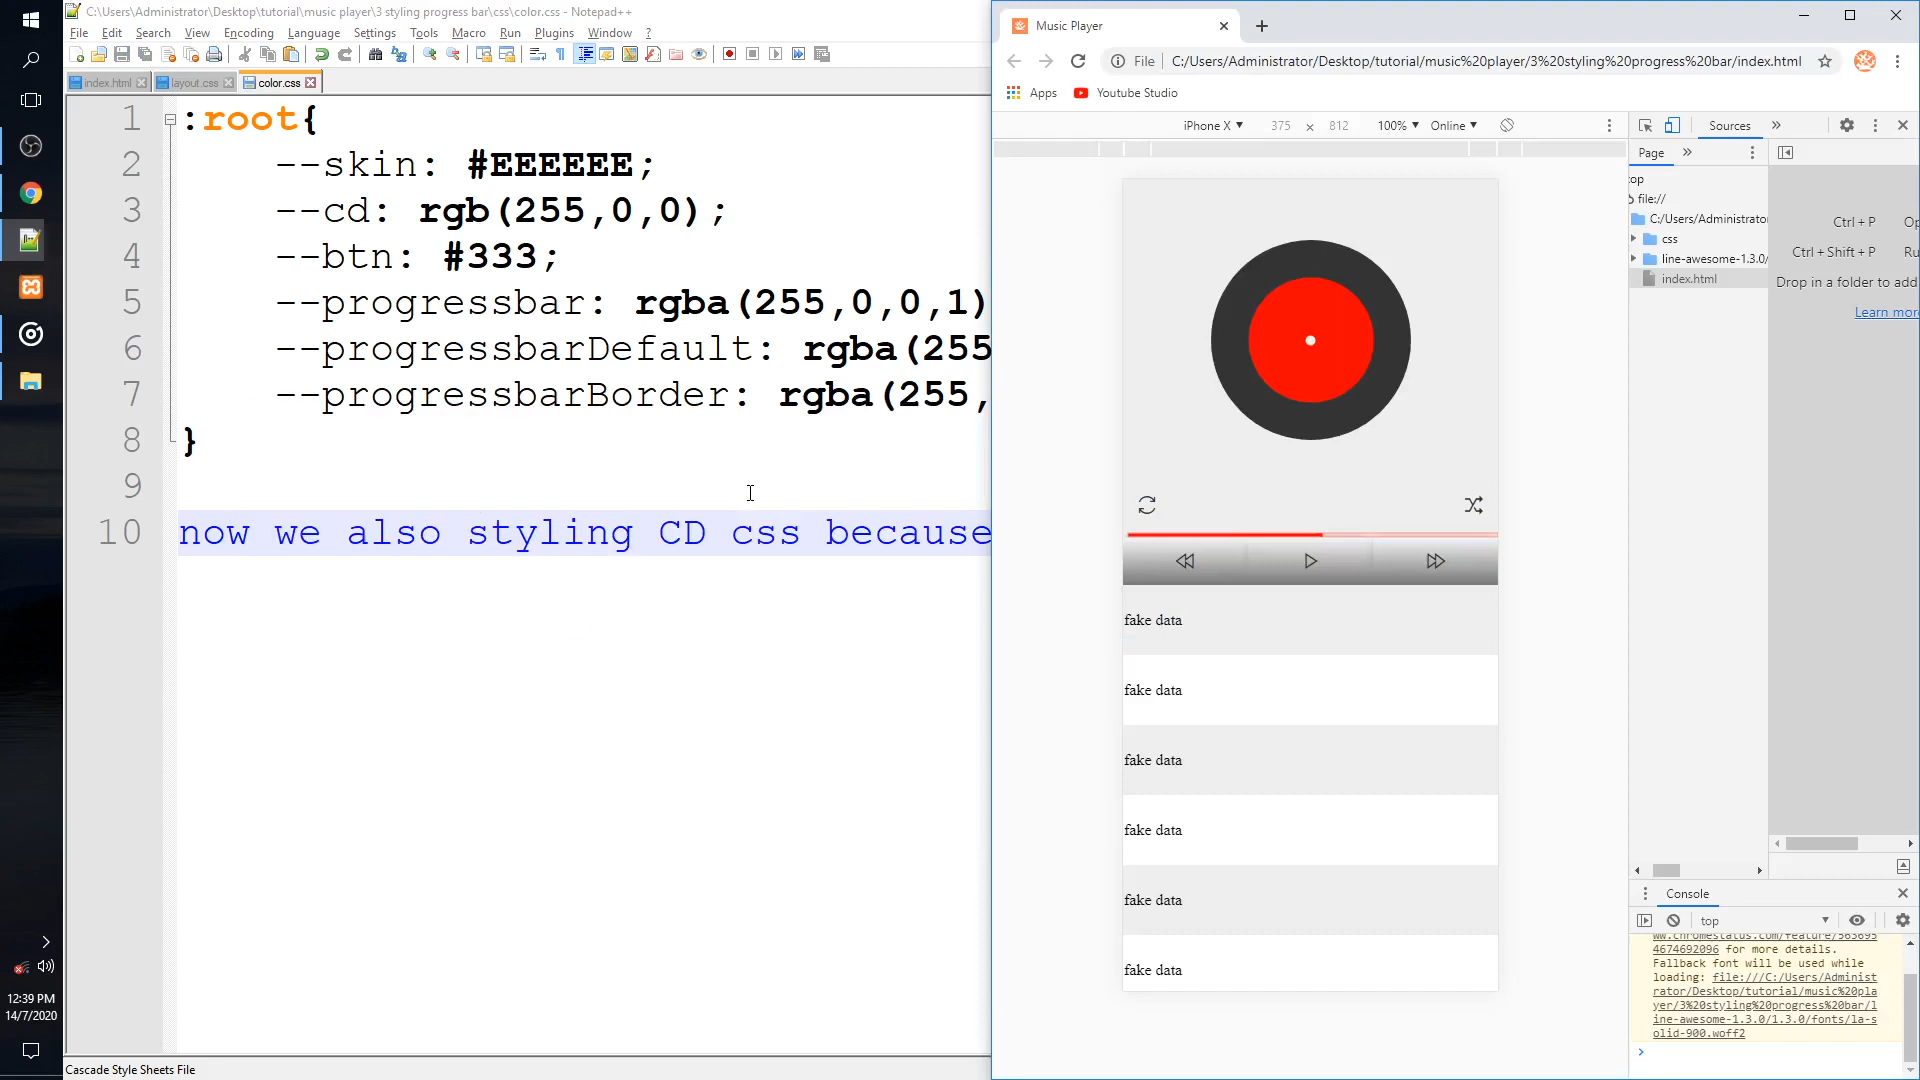 C:\Users\Administrator\Desktop\tutorial\music player\3 styling progress bar\css\color.css - Notepad++
File Edit Search View Encoding Language Settings Tools Macro Run Plugins Window ?
index.html layout.css color.css
1 :root{
2 --skin: #EEEEEE;
3 --cd: rgb(255,0,0);
4 --btn: #333;
5 --progressbar: rgba(255,0,0,1)
6 --progressbarDefault: rgba(255
7 --progressbarBorder: rgba(255,
8 }
9
10 now we also styling CD css because
Cascade Style Sheets File
12:39 PM
14/7/2020
Music Player
File C:/Users/Administrator/Desktop/tutorial/music%20player/3%20styling%20progress%20bar/index.html
Apps Youtube Studio
iPhone X 375 x 812 100% Online
fake data
fake data
fake data
fake data
fake data
fake data
Sources
Page
top
file://
C:/Users/Administrator
css
line-awesome-1.3.0/
index.html
Ctrl + P Op
Ctrl + Shift + P Ru
Drop in a folder to add
Learn more
Console
top
ww.chromestatus.com/feature/563693
4674692096 for more details.
Fallback font will be used while
loading: file:///C:/Users/Administ
rator/Desktop/tutorial/music%20pla
yer/3%20styling%20progress%20bar/l
ine-awesome-1.3.0/1.3.0/fonts/la-s
olid-900.woff2